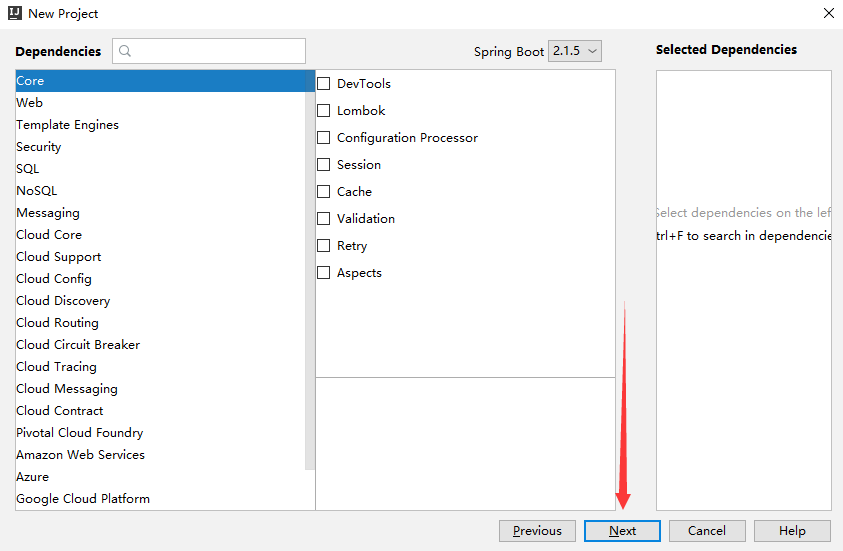 New Project
Dependencies
Spring Boot 2.1.5
Selected Dependencies
Core
Web
Template Engines
Security
SQL
NoSQL
Messaging
Cloud Core
Cloud Support
Cloud Config
Cloud Discovery
Cloud Routing
Cloud Circuit Breaker
Cloud Tracing
Cloud Messaging
Cloud Contract
Pivotal Cloud Foundry
Amazon Web Services
Azure
Google Cloud Platform
DevTools
Lombok
Configuration Processor
Session
Cache
Validation
Retry
Aspects
Select dependencies on the lef
trl+F to search in dependencie
Previous
Next
Cancel
Help